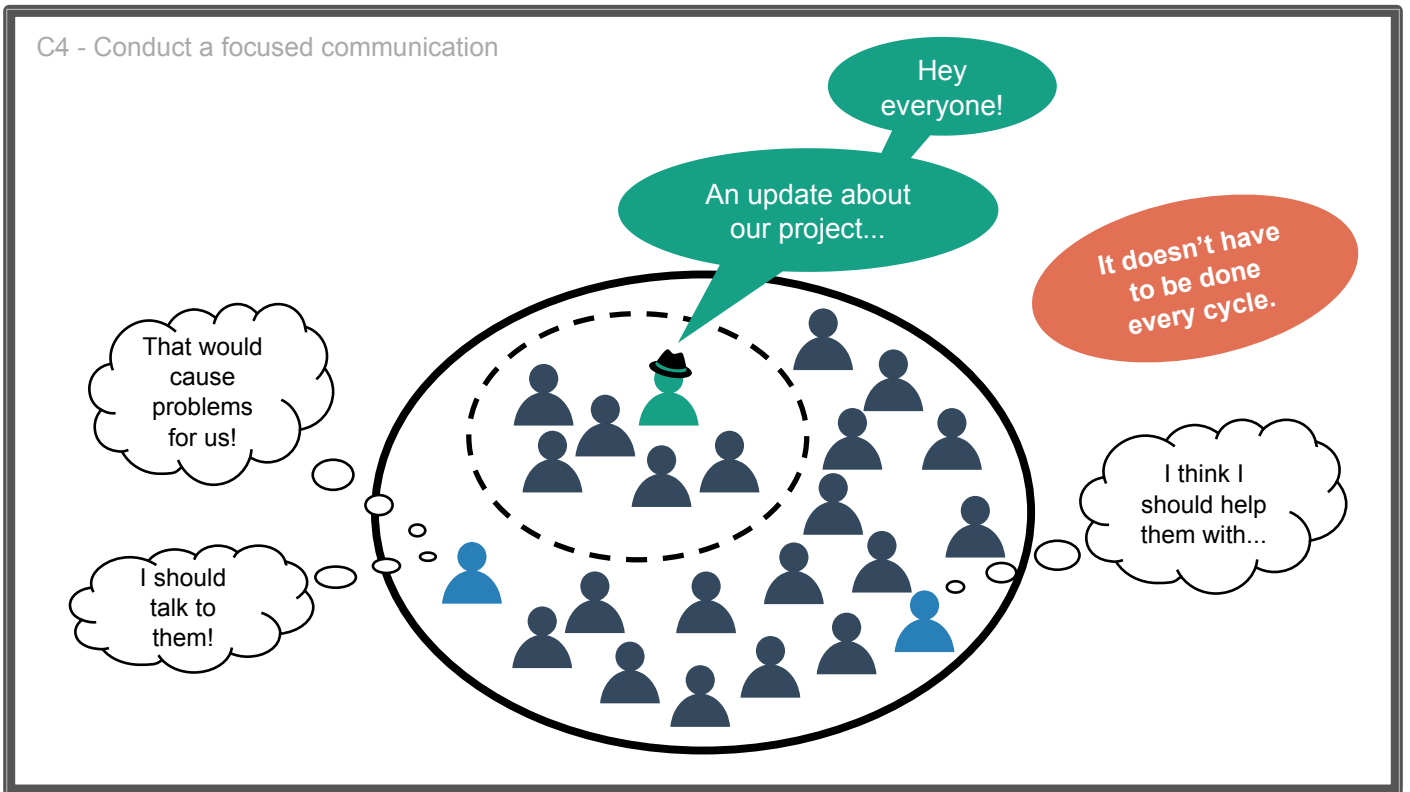 C4 - Conduct a focused communication
Hey
everyone!
An update about
our project...
It doesn’t have
to be done
every cycle.
That would
cause
problems
for us!
I think I
should help
them with...
I should
talk to
them!